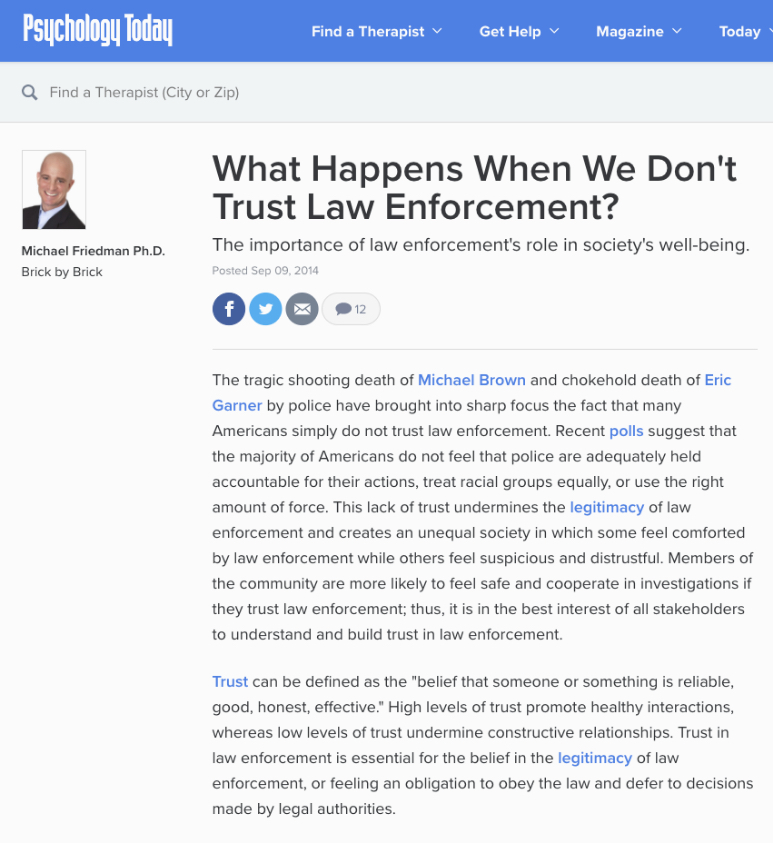 Psychology Today
Find a Therapist
Get Help
Magazine
Today
Find a Therapist (City or Zip)
Michael Friedman Ph.D.
Brick by Brick
What Happens When We Don't
Trust Law Enforcement?
The importance of law enforcement's role in society's well-being.
Posted Sep 09, 2014
f
12
The tragic shooting death of Michael Brown and chokehold death of Eric
Garner by police have brought into sharp focus the fact that many
Americans simply do not trust law enforcement. Recent polls suggest that
the majority of Americans do not feel that police are adequately held
accountable for their actions, treat racial groups equally, or use the right
amount of force. This lack of trust undermines the legitimacy of law
enforcement and creates an unequal society in which some feel comforted
by law enforcement while others feel suspicious and distrustful. Members of
the community are more likely to feel safe and cooperate in investigations if
they trust law enforcement; thus, it is in the best interest of all stakeholders
to understand and build trust in law enforcement.
Trust can be defined as the "belief that someone or something is reliable,
good, honest, effective." High levels of trust promote healthy interactions,
whereas low levels of trust undermine constructive relationships. Trust in
law enforcement is essential for the belief in the legitimacy of law
enforcement, or feeling an obligation to obey the law and defer to decisions
made by legal authorities.